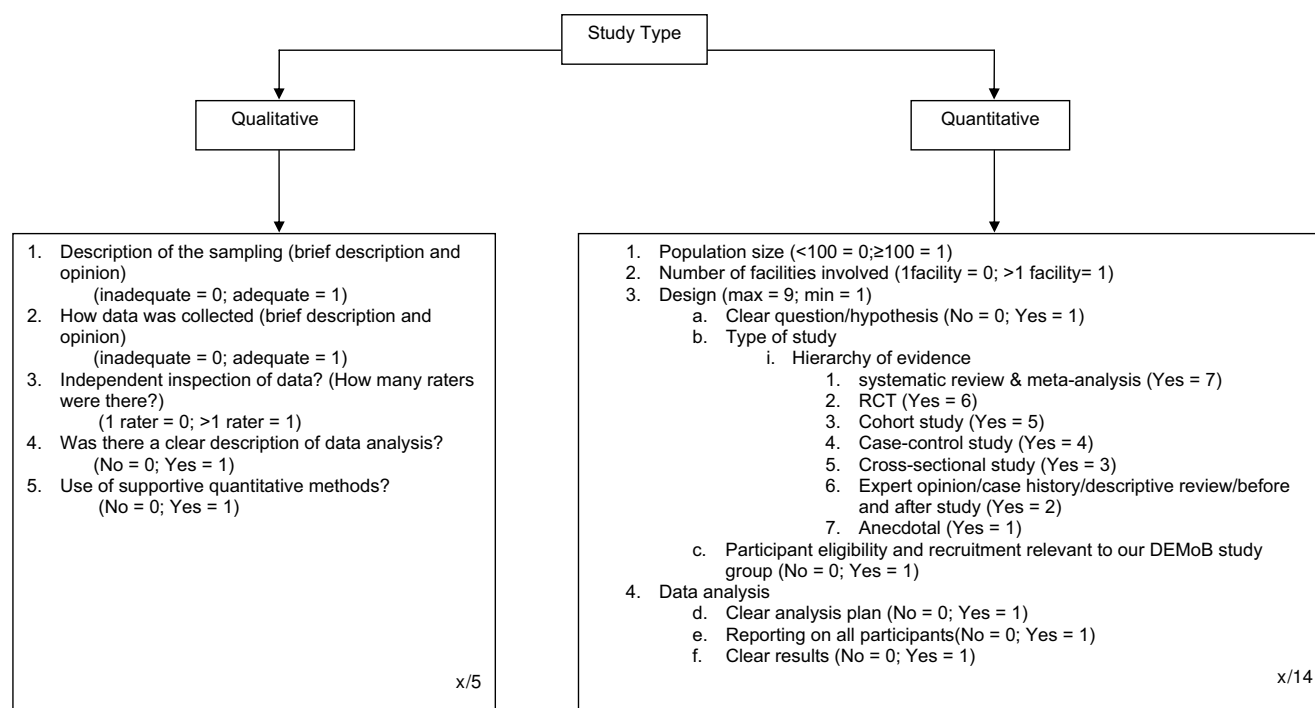 Study Type
Qualitative
Quantitative
1. Description of the sampling (brief description and
opinion)
(inadequate = 0; adequate = 1)
2. How data was collected (brief description and
opinion)
(inadequate = 0; adequate = 1)
3. Independent inspection of data? (How many raters
were there?)
(1 rater = 0; >1 rater = 1)
4. Was there a clear description of data analysis?
(No = 0; Yes = 1)
5. Use of supportive quantitative methods?
(No = 0; Yes = 1)
x/5
1. Population size (<100 = 0;≥100 = 1)
2. Number of facilities involved (1facility = 0; >1 facility= 1)
3. Design (max = 9; min = 1)
a. Clear question/hypothesis (No = 0; Yes = 1)
b. Type of study
i. Hierarchy of evidence
1. systematic review & meta-analysis (Yes = 7)
2. RCT (Yes = 6)
3. Cohort study (Yes = 5)
4. Case-control study (Yes = 4)
5. Cross-sectional study (Yes = 3)
6. Expert opinion/case history/descriptive review/before
and after study (Yes = 2)
7. Anecdotal (Yes = 1)
c. Participant eligibility and recruitment relevant to our DEMoB study
group (No = 0; Yes = 1)
4. Data analysis
d. Clear analysis plan (No = 0; Yes = 1)
e. Reporting on all participants(No = 0; Yes = 1)
f. Clear results (No = 0; Yes = 1)
x/14